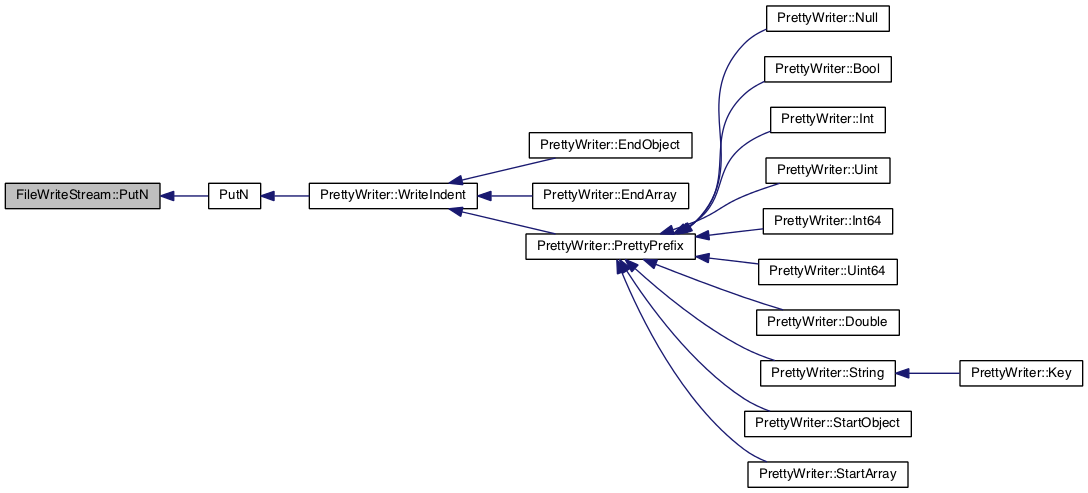 PrettyWriter::Null
PrettyWriter::Bool
PrettyWriter::Int
PrettyWriter::EndObject
PrettyWriter::Uint
FileWriteStream::PutN
PutN
PrettyWriter::WriteIndent
PrettyWriter::EndArray
PrettyWriter::Int64
PrettyWriter::PrettyPrefix
PrettyWriter::Uint64
PrettyWriter::Double
PrettyWriter::String
PrettyWriter::Key
PrettyWriter::StartObject
PrettyWriter::StartArray